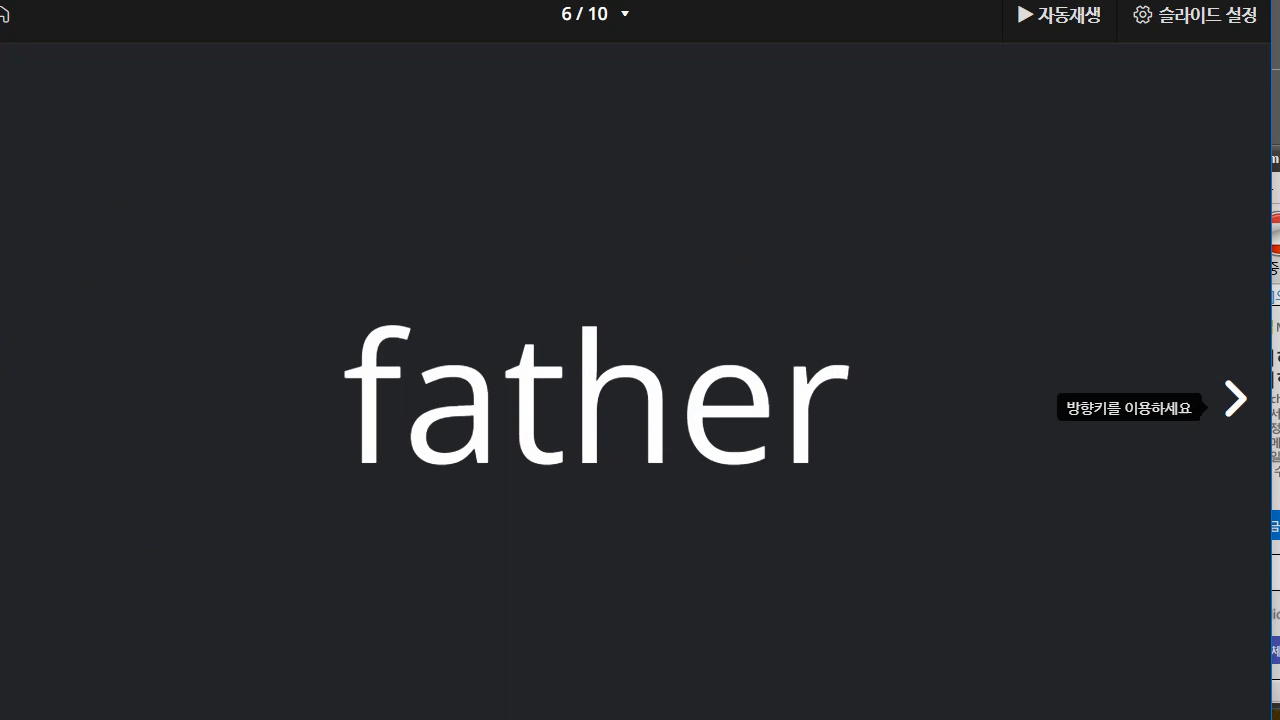 6 / 10
자동재생
슬라이드 설정
father
방향키를 이용하세요